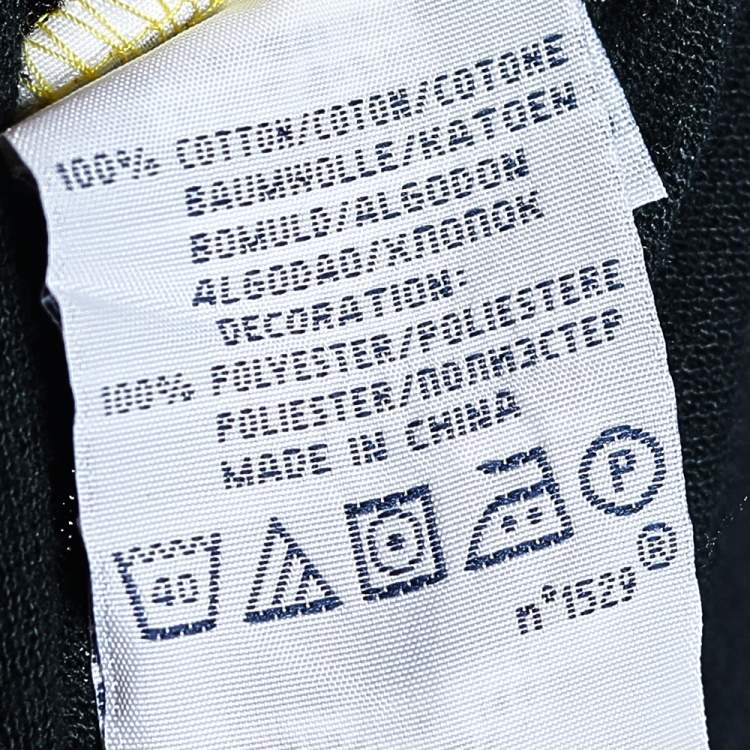 100% COTTON/COTON/COTONE
BAUMWOLLE/KATOEN
BOMULD/ALGODON
ALGODAO/ХЛОПОК
DECORATION:
100% POLYESTER/POLIESTERE
POLIESTER/ПОЛИЭСТЕР
MADE IN CHINA
40 P
n°1529®